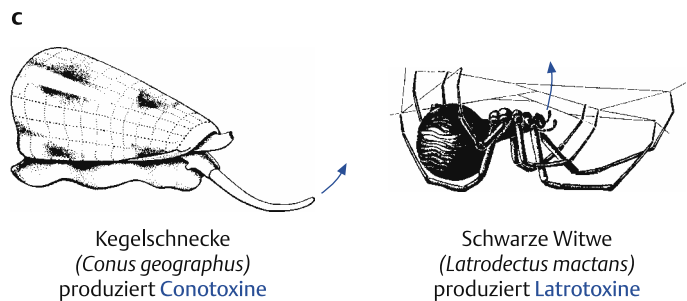 c
Kegelschnecke
(Conus geographus)
produziert Conotoxine
Schwarze Witwe
(Latrodectus mactans)
produziert Latrotoxine